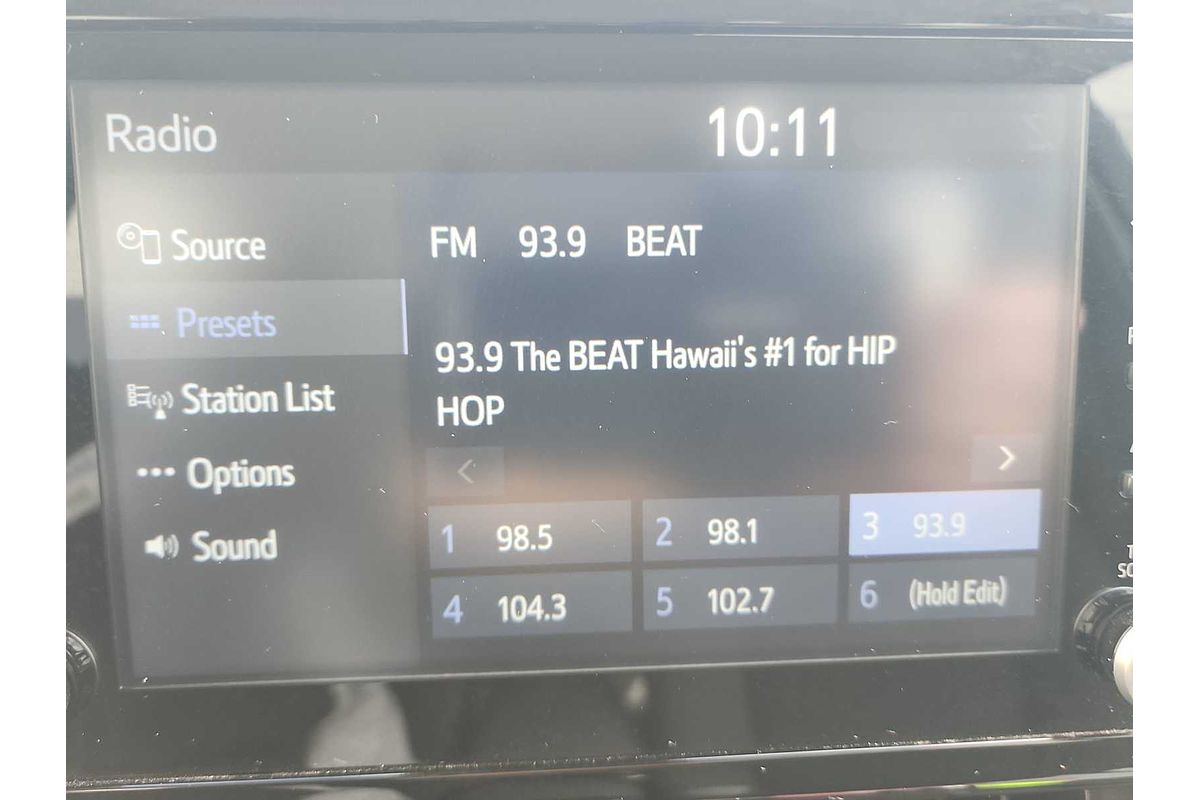 Radio
10:11
Source
Presets
Station List
Options
Sound
FM 93.9 BEAT
93.9 The BEAT Hawaii's #1 for HIP
HOP
<
>
1 98.5
2 98.1
3 93.9
4 104.3
5 102.7
6 (Hold Edit)